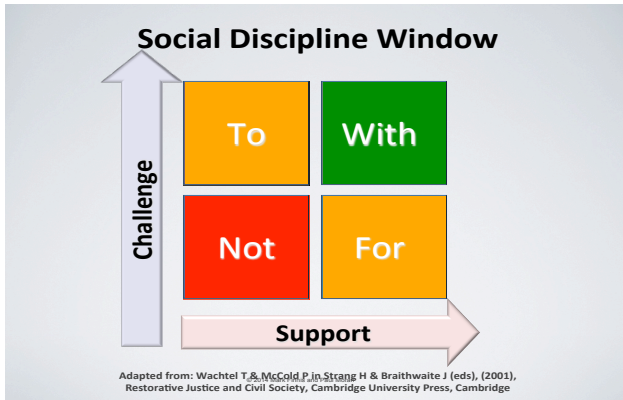 Social Discipline Window
To With
Challenge
Not For
Support
Adapted from: Wachtel T & McCold P in Strang H & Braithwaite J (eds), (2001),
Restorative Justice and Civil Society, Cambridge University Press, Cambridge